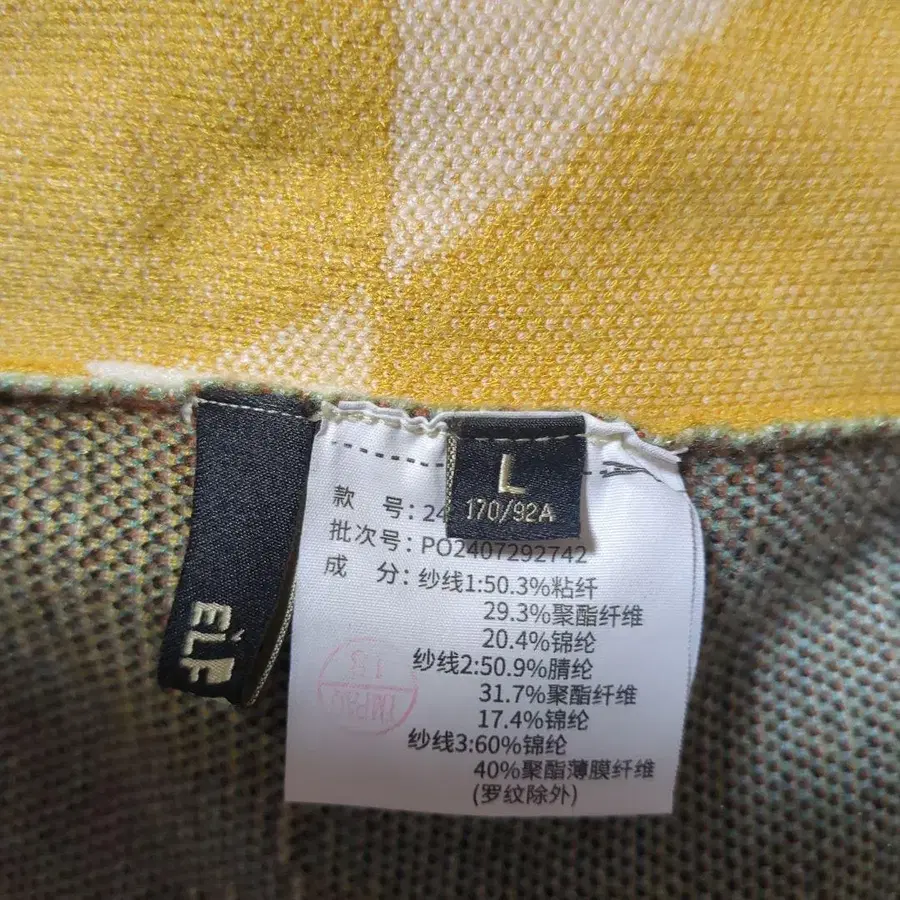 L
170/92A
款 号:24
批次号:PO2407292742
成 分:纱线1:50.3%粘纤
29.3%聚酯纤维
20.4%锦纶
纱线2:50.9%腈纶
31.7%聚酯纤维
17.4%锦纶
纱线3:60%锦纶
40%聚酯薄膜纤维
(罗纹除外)
ELF